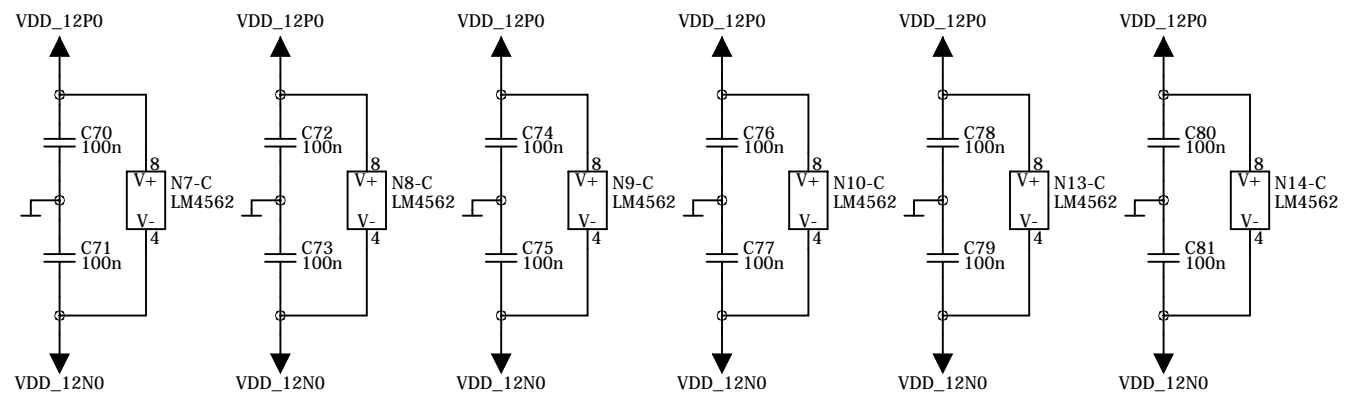 VDD_12P0 VDD_12P0 VDD_12P0 VDD_12P0 VDD_12P0 VDD_12P0
C70 C72 C74 C76 C78 C80
100n 100n 100n 100n 100n 100n
8 8 8 8 8 8
V+ N7-C V+ N8-C V+ N9-C V+ N10-C V+ N13-C V+ N14-C
LM4562 LM4562 LM4562 LM4562 LM4562 LM4562
V- V- V- V- V- V-
4 4 4 4 4 4
C71 C73 C75 C77 C79 C81
100n 100n 100n 100n 100n 100n
VDD_12N0 VDD_12N0 VDD_12N0 VDD_12N0 VDD_12N0 VDD_12N0